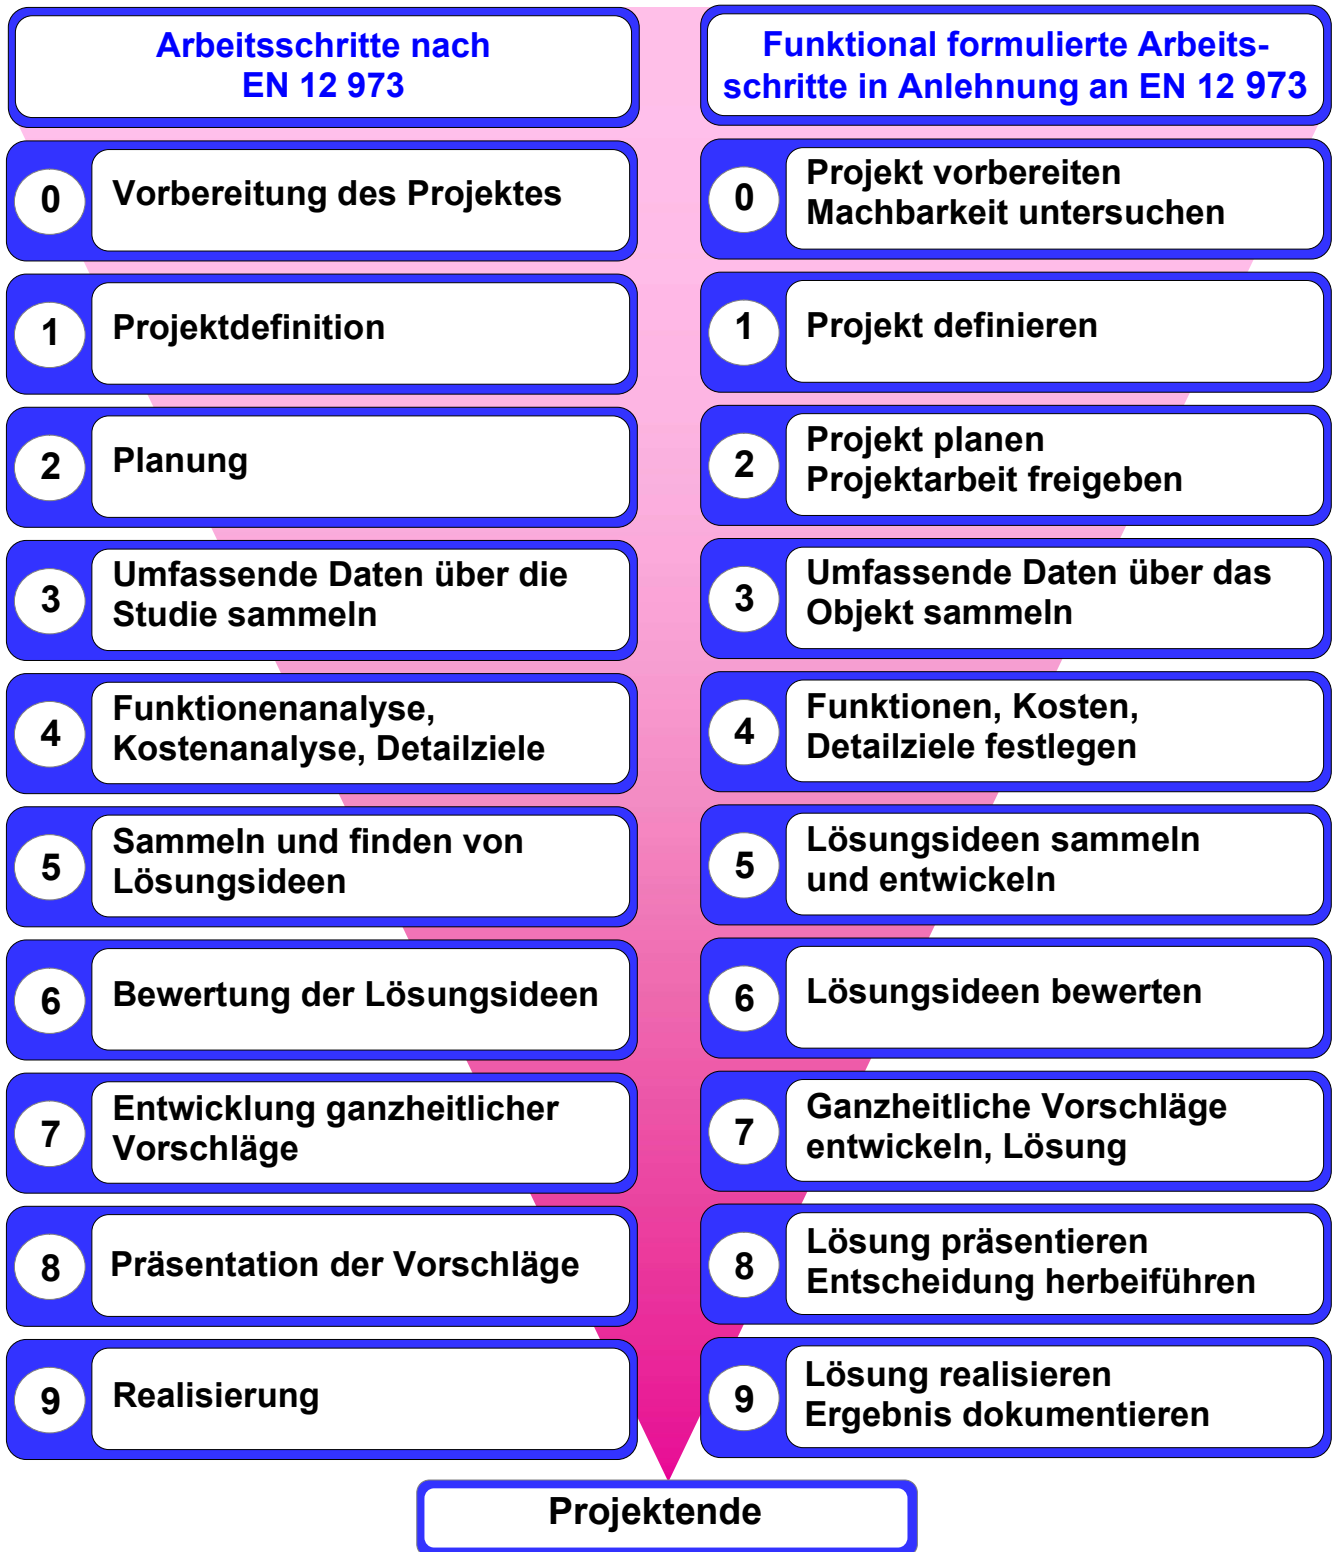 Arbeitsschritte nach
EN 12 973
0
Vorbereitung des Projektes
1
Projektdefinition
2
Planung
3
Umfassende Daten über die
Studie sammeln
4
Funktionenanalyse,
Kostenanalyse, Detailziele
5
Sammeln und finden von
Lösungsideen
6
Bewertung der Lösungsideen
7
Entwicklung ganzheitlicher
Vorschläge
8
Präsentation der Vorschläge
9
Realisierung
Funktional formulierte Arbeits-
schritte in Anlehnung an EN 12 973
0
Projekt vorbereiten
Machbarkeit untersuchen
1
Projekt definieren
2
Projekt planen
Projektarbeit freigeben
3
Umfassende Daten über das
Objekt sammeln
4
Funktionen, Kosten,
Detailziele festlegen
5
Lösungsideen sammeln
und entwickeln
6
Lösungsideen bewerten
7
Ganzheitliche Vorschläge
entwickeln, Lösung
8
Lösung präsentieren
Entscheidung herbeiführen
9
Lösung realisieren
Ergebnis dokumentieren
Projektende